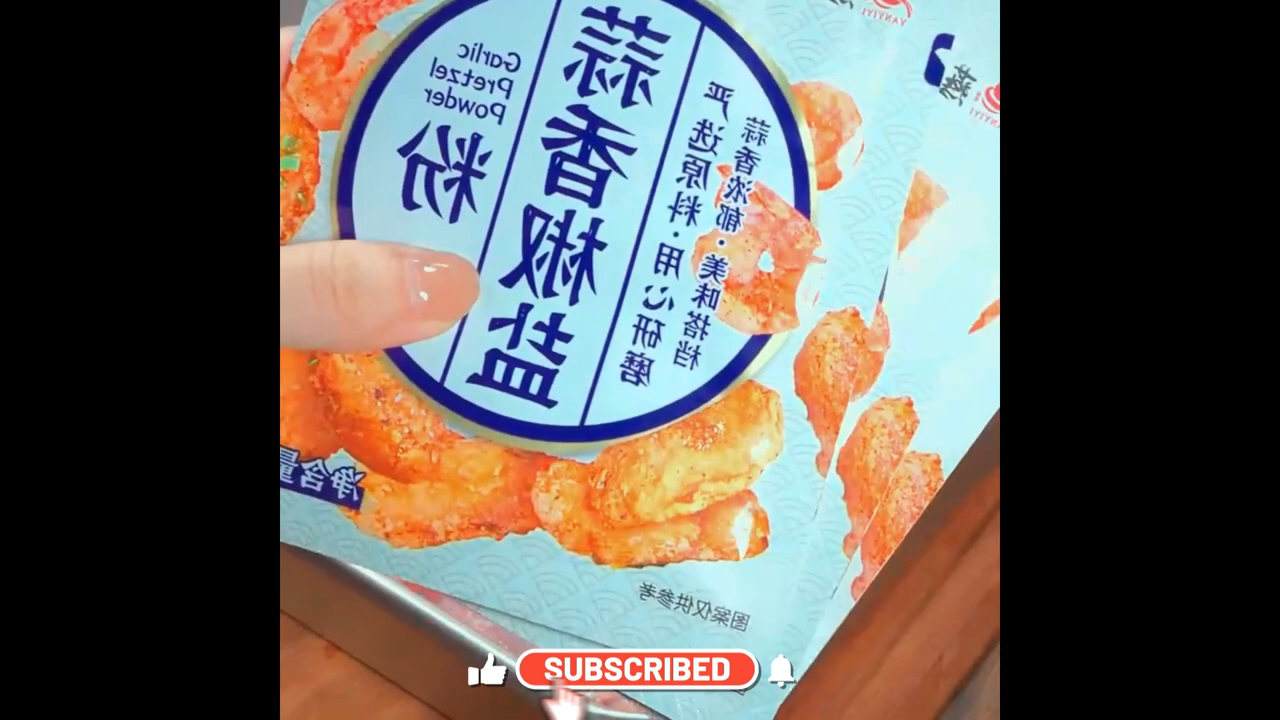 YANYIYI
蒜香浓郁·美味搭档
严选原料·用心研磨
蒜香椒盐
粉
Garlic
Pretzel
Powder
净含量
图案仅供参考
SUBSCRIBED